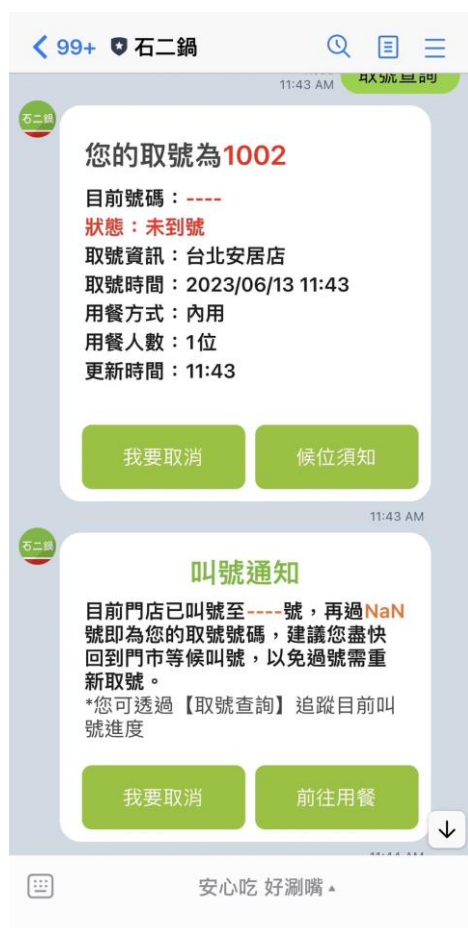 99+ 石二鍋
取號查詢
11:43 AM
石二鍋
您的取號為1002
目前號碼：----
狀態：未到號
取號資訊：台北安居店
取號時間：2023/06/13 11:43
用餐方式：內用
用餐人數：1位
更新時間：11:43
我要取消 候位須知
11:43 AM
石二鍋
叫號通知
目前門店已叫號至----號，再過NaN
號即為您的取號號碼，建議您盡快
回到門市等候叫號，以免過號需重
新取號。
*您可透過【取號查詢】追蹤目前叫
號進度
我要取消 前往用餐
安心吃 好涮嘴